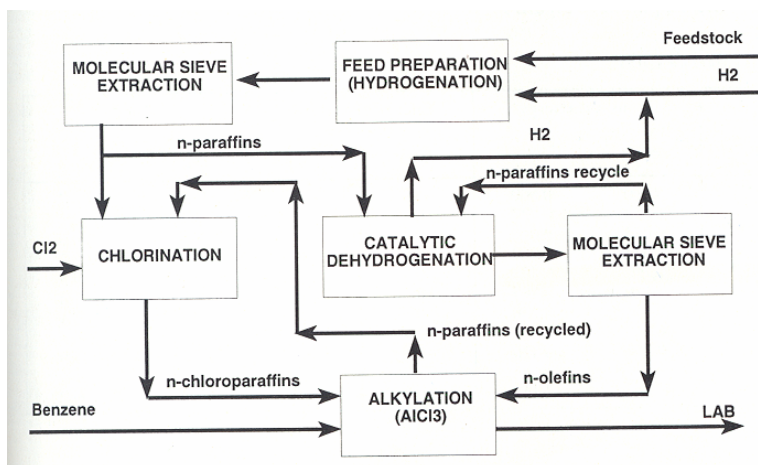 Feedstock
MOLECULAR SIEVE
EXTRACTION
FEED PREPARATION
(HYDROGENATION)
H2
n-paraffins
H2
n-paraffins recycle
Cl2
CHLORINATION
CATALYTIC
DEHYDROGENATION
MOLECULAR SIEVE
EXTRACTION
n-paraffins (recycled)
n-chloroparaffins
n-olefins
Benzene
ALKYLATION
(AlCl3)
LAB